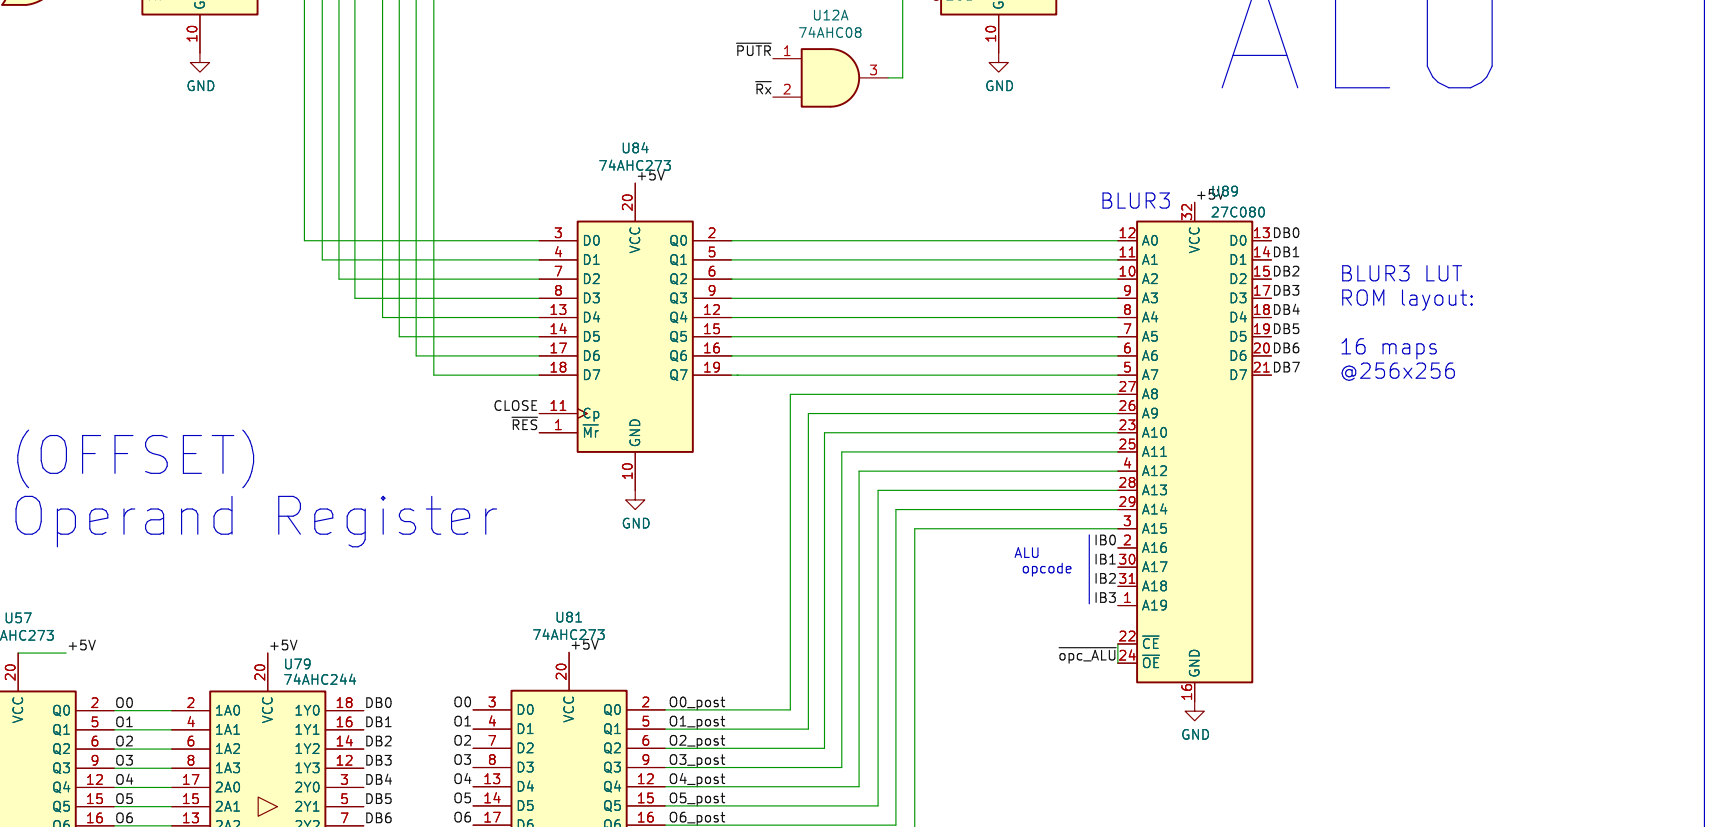 10
GND
U12A
74AHC08
PUTR 1
Rx 2
3
10
GND
ALU
U84
74AHC273
+5V
20
VCC
3 D0 Q0 2
4 D1 Q1 5
7 D2 Q2 6
8 D3 Q3 9
13 D4 Q4 12
14 D5 Q5 15
17 D6 Q6 16
18 D7 Q7 19
CLOSE 11 Cp
RES 1 Mr
GND
10
GND
BLUR3
+5V
U89
27C080
32
VCC
12 A0 D0 13 DB0
11 A1 D1 14 DB1
10 A2 D2 15 DB2
9 A3 D3 17 DB3
8 A4 D4 18 DB4
7 A5 D5 19 DB5
6 A6 D6 20 DB6
5 A7 D7 21 DB7
27 A8
26 A9
23 A10
25 A11
4 A12
28 A13
29 A14
3 A15
IB0 2 A16
IB1 30 A17
IB2 31 A18
IB3 1 A19
ALU
opcode
22 CE
opc_ALU 24 OE
GND
16
GND
BLUR3 LUT
ROM layout:
16 maps
@256x256
(OFFSET)
Operand Register
U57
AHC273
+5V
20
VCC
Q0 2 O0
Q1 5 O1
Q2 6 O2
Q3 9 O3
Q4 12 O4
Q5 15 O5
Q6 16 O6
+5V
U79
74AHC244
20
VCC
2 1A0 1Y0 18 DB0
4 1A1 1Y1 16 DB1
6 1A2 1Y2 14 DB2
8 1A3 1Y3 12 DB3
17 2A0 2Y0 3 DB4
15 2A1 2Y1 5 DB5
13 2A2 2Y2 7 DB6
U81
74AHC273
+5V
20
VCC
O0 3 D0 Q0 2 O0_post
O1 4 D1 Q1 5 O1_post
O2 7 D2 Q2 6 O2_post
O3 8 D3 Q3 9 O3_post
O4 13 D4 Q4 12 O4_post
O5 14 D5 Q5 15 O5_post
O6 17 D6 Q6 16 O6_post